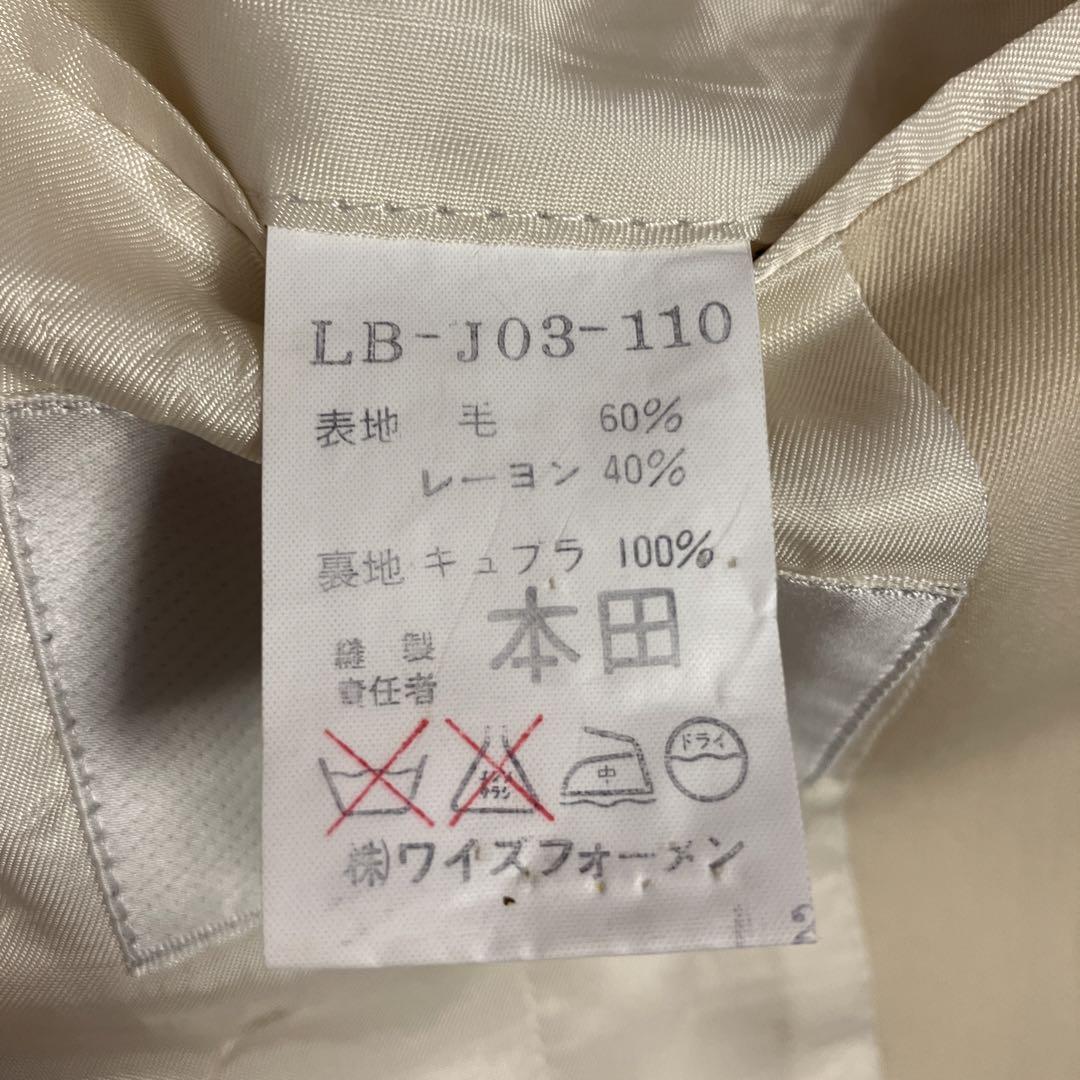 LB-J03-110
表地 毛 60%
レーヨン 40%
裏地 キュプラ 100%
縫製 本田
責任者
中 ドライ
㈱ワイズフォーメン
2